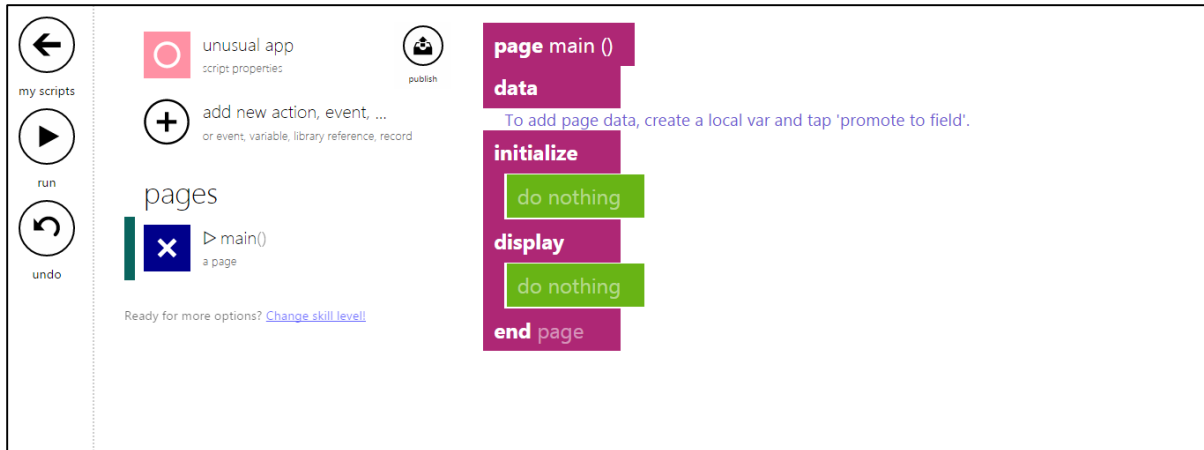 my scripts
run
undo
unusual app
script properties
publish
add new action, event, ...
or event, variable, library reference, record
pages
main()
a page
Ready for more options? Change skill level!
page main ()
data
To add page data, create a local var and tap 'promote to field'.
initialize
do nothing
display
do nothing
end page